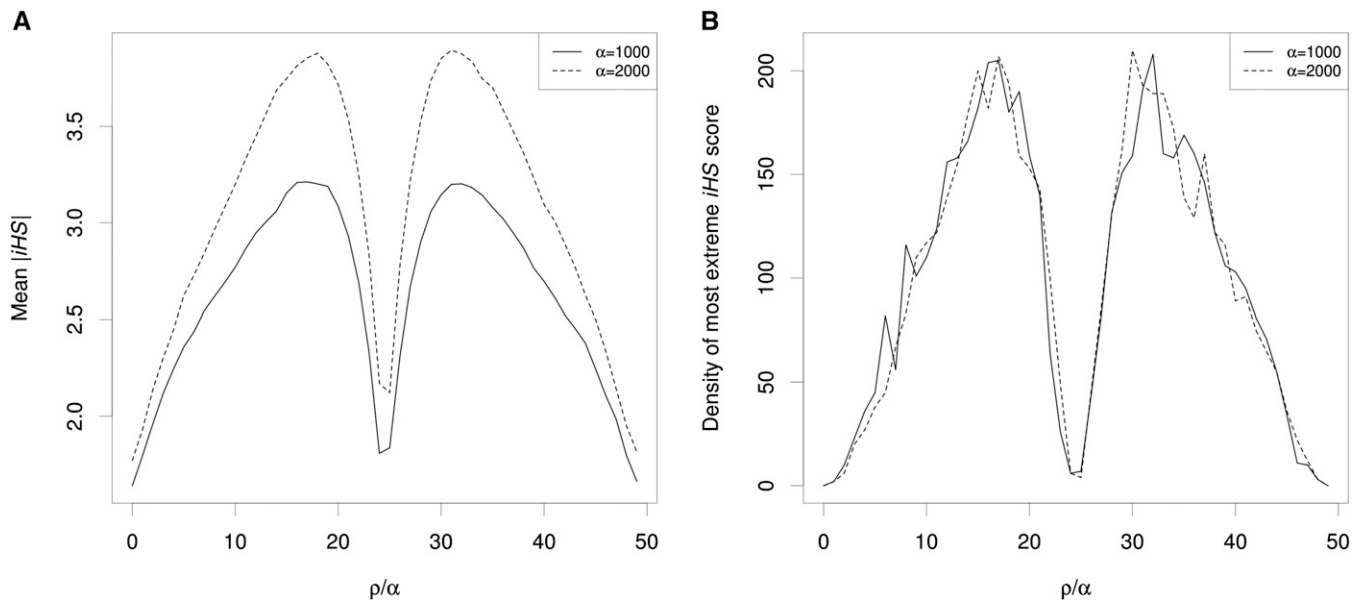 A
α=1000
α=2000
Mean |iHS|
3.5
3.0
2.5
2.0
0 10 20 30 40 50
ρ/α
B
α=1000
α=2000
Density of most extreme iHS score
200
150
100
50
0
0 10 20 30 40 50
ρ/α